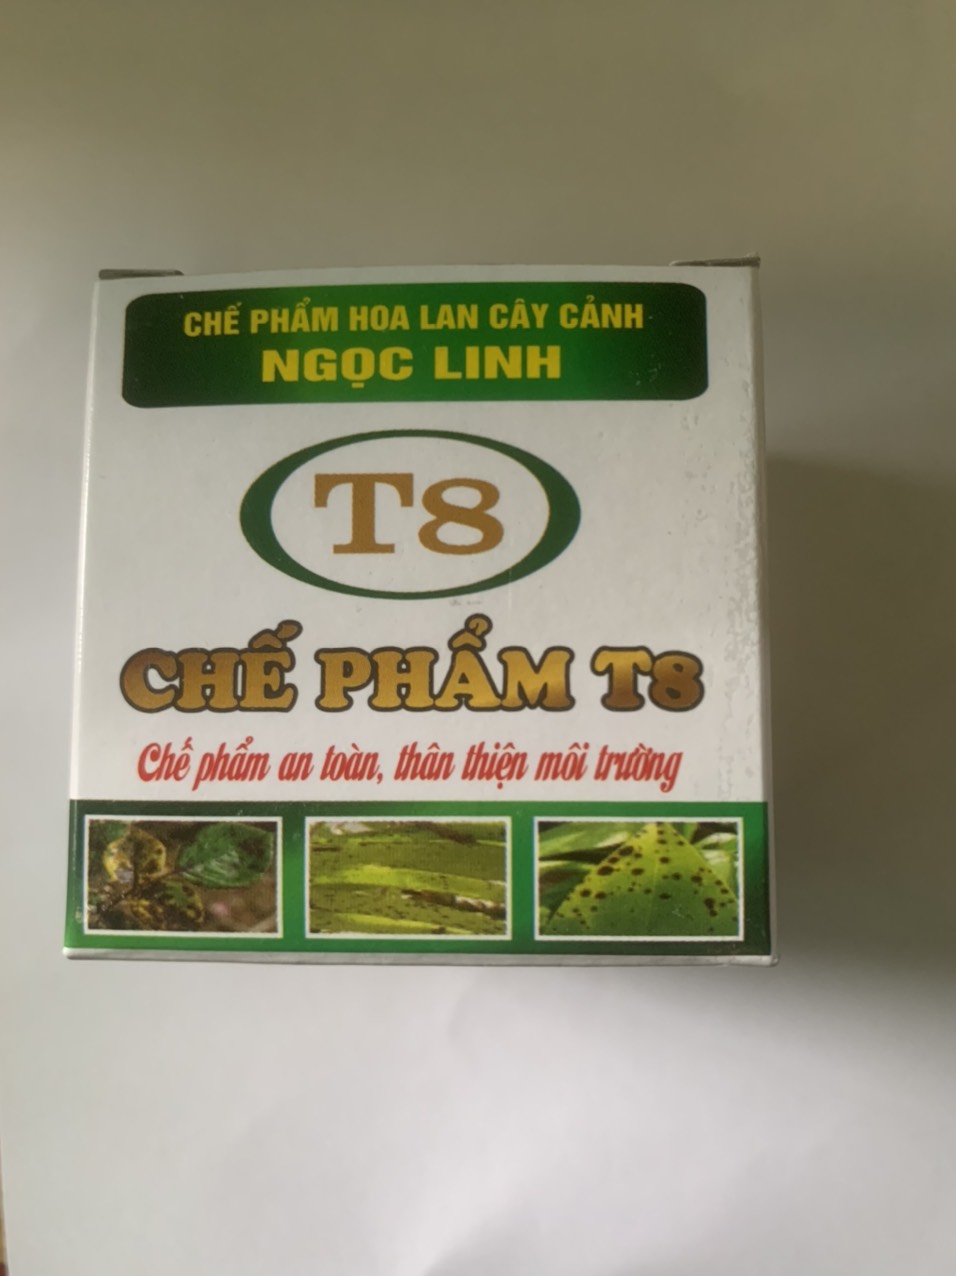 CHẾ PHẨM HOA LAN CÂY CẢNH
NGỌC LINH
T8
CHẾ PHẨM T8
Chế phẩm an toàn, thân thiện môi trường